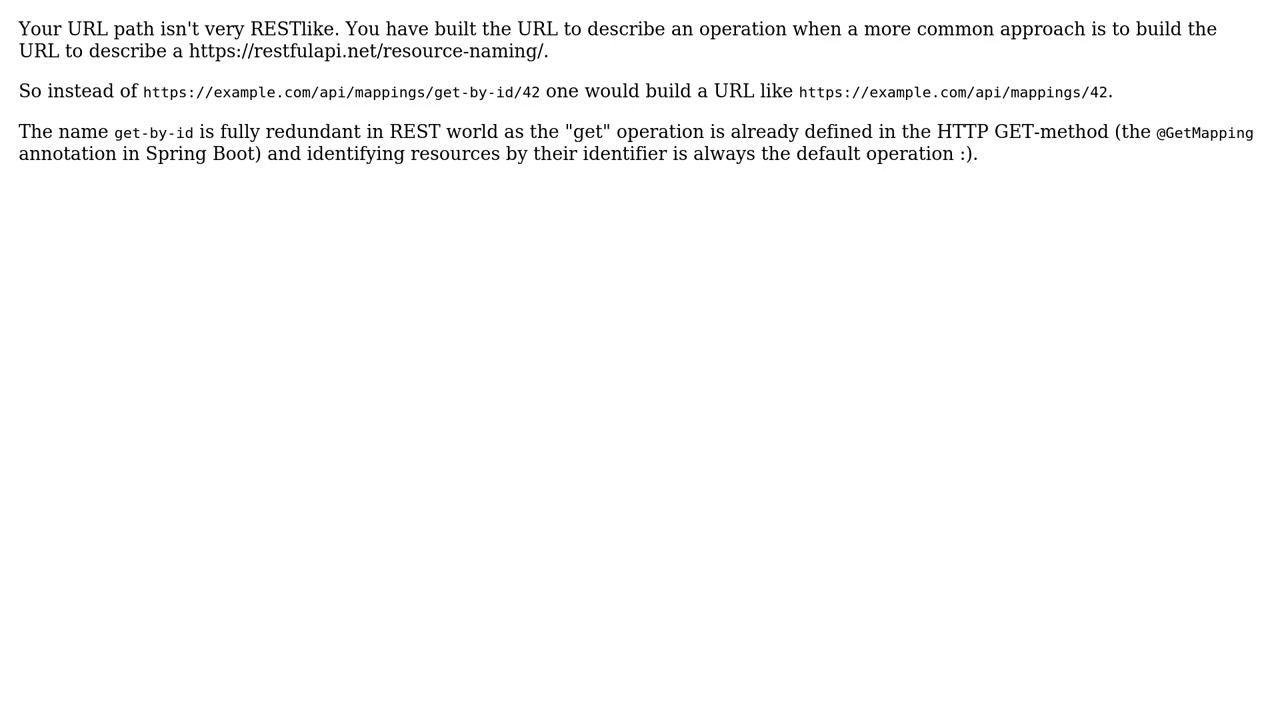 Your URL path isn't very RESTlike. You have built the URL to describe an operation when a more common approach is to build the
URL to describe a https://restfulapi.net/resource-naming/.
So instead of https://example.com/api/mappings/get-by-id/42 one would build a URL like https://example.com/api/mappings/42.
The name get-by-id is fully redundant in REST world as the "get" operation is already defined in the HTTP GET-method (the @GetMapping
annotation in Spring Boot) and identifying resources by their identifier is always the default operation :).